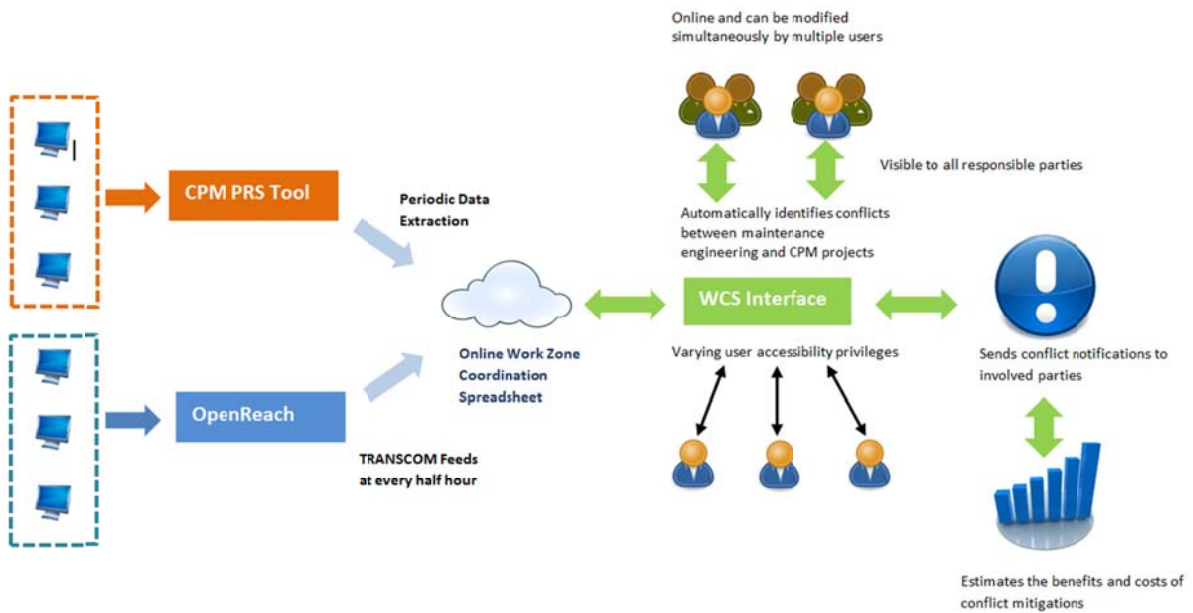 Online and can be modified
simultaneously by multiple users
Visible to all responsible parties
CPM PRS Tool
Periodic Data
Extraction
Automatically identifies conflicts
between mainterance
engineering and CPM projects
WCS Interface
Online Work Zone
Coordination
Spreadsheet
Varying user accessibility privileges
Sends conflict notifications to
involved parties
OpenReach
TRANSCOM Feeds
at every half hour
Estimates the benefits and costs of
conflict mitigations